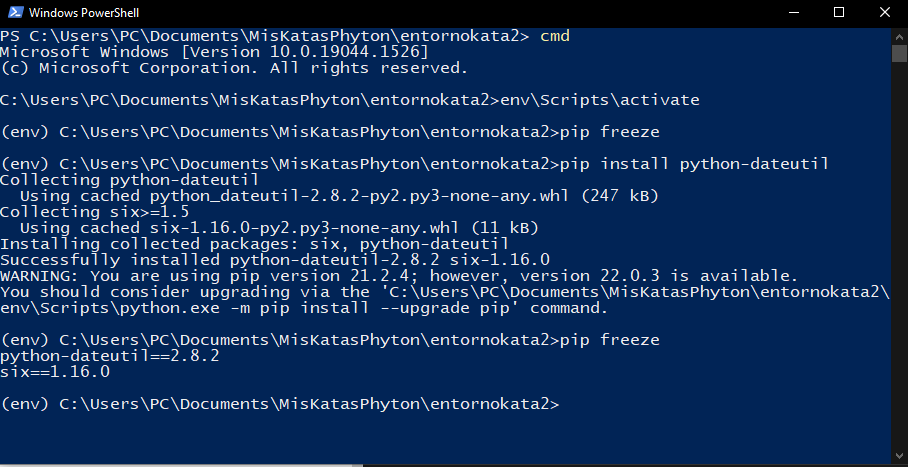 Windows PowerShell
PS C:\Users\PC\Documents\MisKatasPhyton\entornokata2> cmd
Microsoft Windows [Version 10.0.19044.1526]
(c) Microsoft Corporation. All rights reserved.
C:\Users\PC\Documents\MisKatasPhyton\entornokata2>env\Scripts\activate
(env) C:\Users\PC\Documents\MisKatasPhyton\entornokata2>pip freeze
(env) C:\Users\PC\Documents\MisKatasPhyton\entornokata2>pip install python-dateutil
Collecting python-dateutil
  Using cached python_dateutil-2.8.2-py2.py3-none-any.whl (247 kB)
Collecting six>=1.5
  Using cached six-1.16.0-py2.py3-none-any.whl (11 kB)
Installing collected packages: six, python-dateutil
Successfully installed python-dateutil-2.8.2 six-1.16.0
WARNING: You are using pip version 21.2.4; however, version 22.0.3 is available.
You should consider upgrading via the 'C:\Users\PC\Documents\MisKatasPhyton\entornokata2\
env\Scripts\python.exe -m pip install --upgrade pip' command.
(env) C:\Users\PC\Documents\MisKatasPhyton\entornokata2>pip freeze
python-dateutil==2.8.2
six==1.16.0
(env) C:\Users\PC\Documents\MisKatasPhyton\entornokata2>